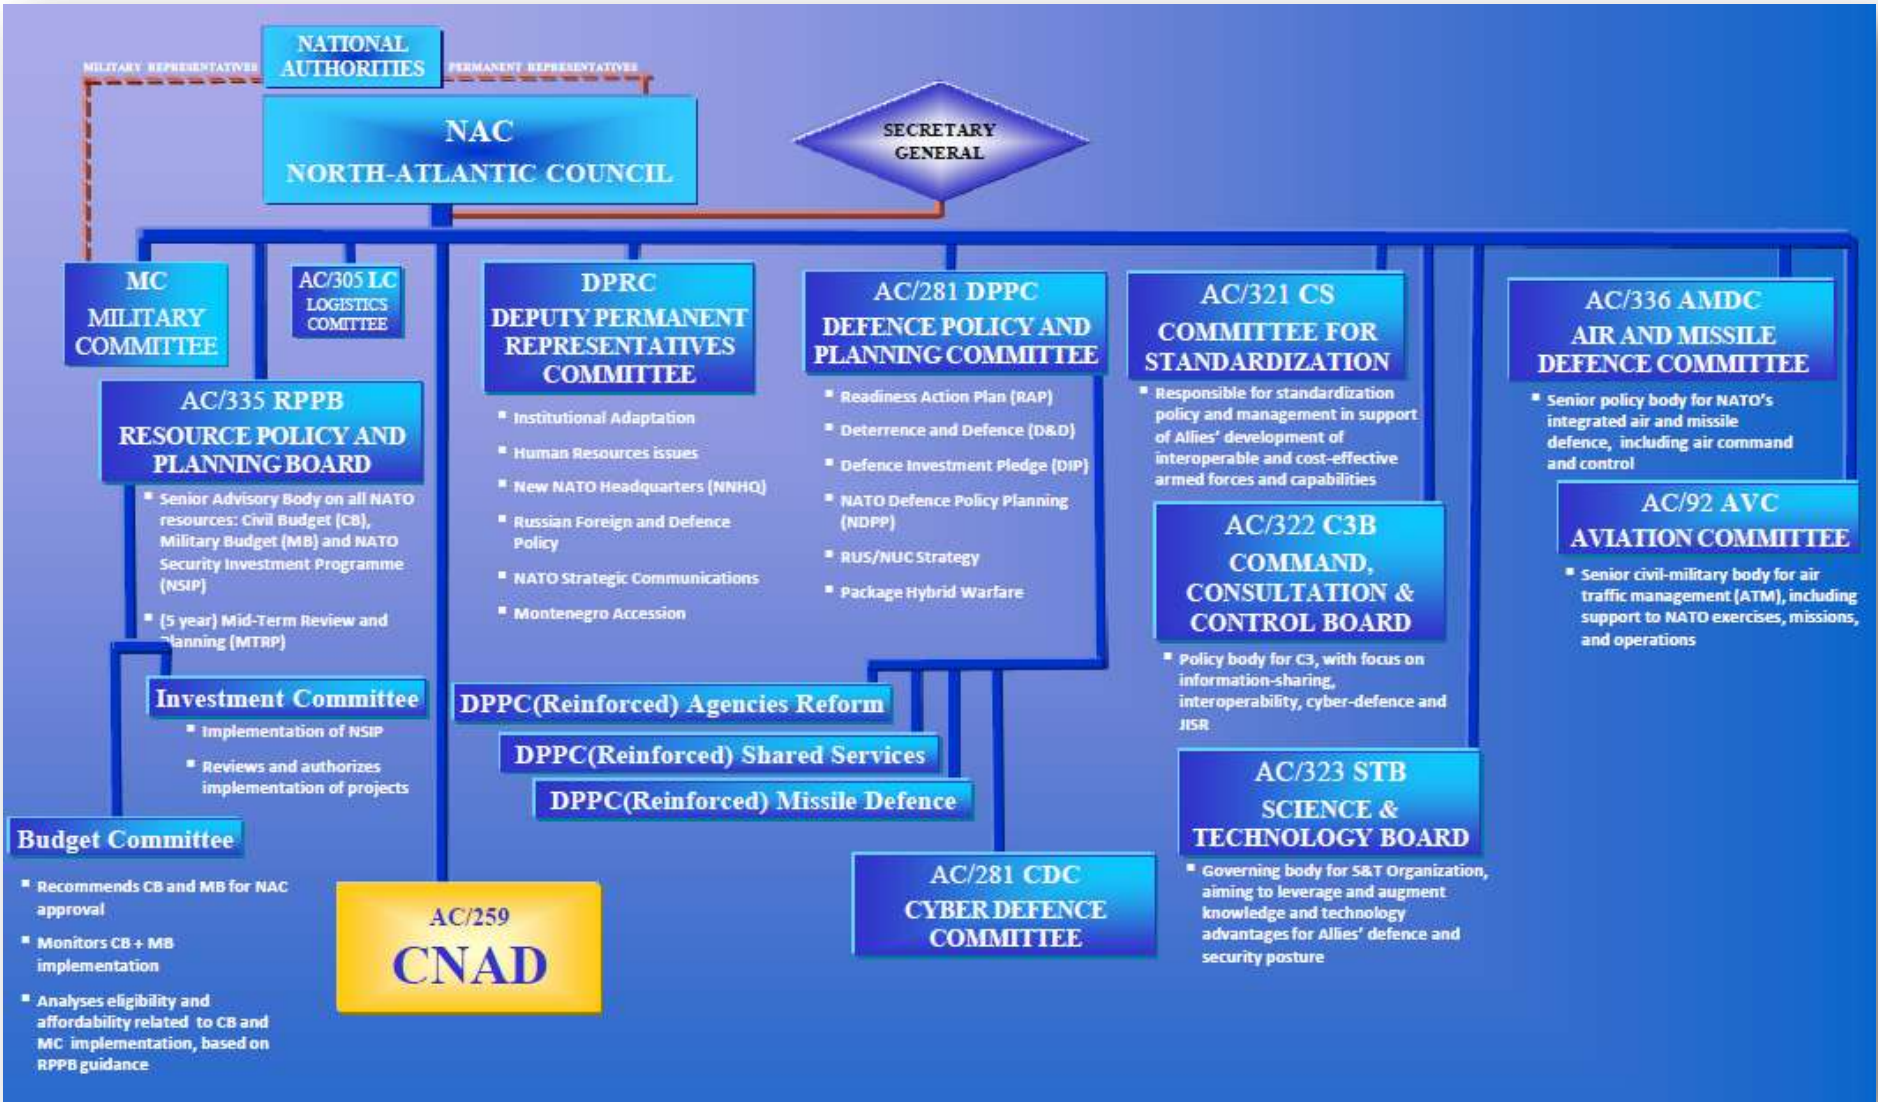 NATIONAL
AUTHORITIES
MILITARY REPRESENTATIVES
PERMANENT REPRESENTATIVES
NAC
NORTH-ATLANTIC COUNCIL
SECRETARY
GENERAL
MC
MILITARY
COMMITTEE
AC/305 LC
LOGISTICS
COMITTEE
DPRC
DEPUTY PERMANENT
REPRESENTATIVES
COMMITTEE
▪ Institutional Adaptation
▪ Human Resources issues
▪ New NATO Headquarters (NNHQ)
▪ Russian Foreign and Defence
Policy
▪ NATO Strategic Communications
▪ Montenegro Accession
AC/281 DPPC
DEFENCE POLICY AND
PLANNING COMMITTEE
▪ Readiness Action Plan (RAP)
▪ Deterrence and Defence (D&D)
▪ Defence Investment Pledge (DIP)
▪ NATO Defence Policy Planning
(NDPP)
▪ RUS/NUC Strategy
▪ Package Hybrid Warfare
AC/321 CS
COMMITTEE FOR
STANDARDIZATION
▪ Responsible for standardization
policy and management in support
of Allies' development of
interoperable and cost-effective
armed forces and capabilities
AC/336 AMDC
AIR AND MISSILE
DEFENCE COMMITTEE
▪ Senior policy body for NATO's
integrated air and missile
defence, including air command
and control
AC/335 RPPB
RESOURCE POLICY AND
PLANNING BOARD
▪ Senior Advisory Body on all NATO
resources: Civil Budget (CB),
Military Budget (MB) and NATO
Security Investment Programme
(NSIP)
▪ (5 year) Mid-Term Review and
Planning (MTRP)
AC/322 C3B
COMMAND,
CONSULTATION &
CONTROL BOARD
▪ Policy body for C3, with focus on
information-sharing,
interoperability, cyber-defence and
JISR
AC/92 AVC
AVIATION COMMITTEE
▪ Senior civil-military body for air
traffic management (ATM), including
support to NATO exercises, missions,
and operations
Investment Committee
▪ Implementation of NSIP
▪ Reviews and authorizes
implementation of projects
DPPC(Reinforced) Agencies Reform
DPPC(Reinforced) Shared Services
DPPC(Reinforced) Missile Defence
AC/323 STB
SCIENCE &
TECHNOLOGY BOARD
▪ Governing body for S&T Organization,
aiming to leverage and augment
knowledge and technology
advantages for Allies' defence and
security posture
Budget Committee
▪ Recommends CB and MB for NAC
approval
▪ Monitors CB + MB
implementation
▪ Analyses eligibility and
affordability related to CB and
MC implementation, based on
RPPB guidance
AC/259
CNAD
AC/281 CDC
CYBER DEFENCE
COMMITTEE